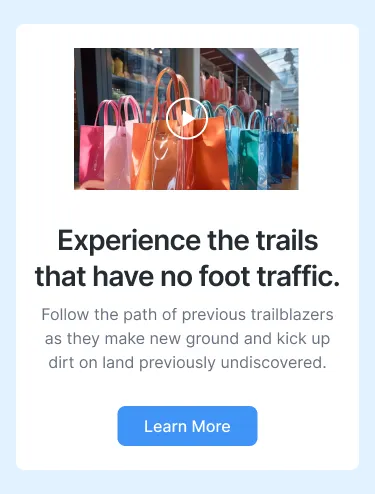 Experience the trails
that have no foot traffic.
Follow the path of previous trailblazers
as they make new ground and kick up
dirt on land previously undiscovered.
Learn More